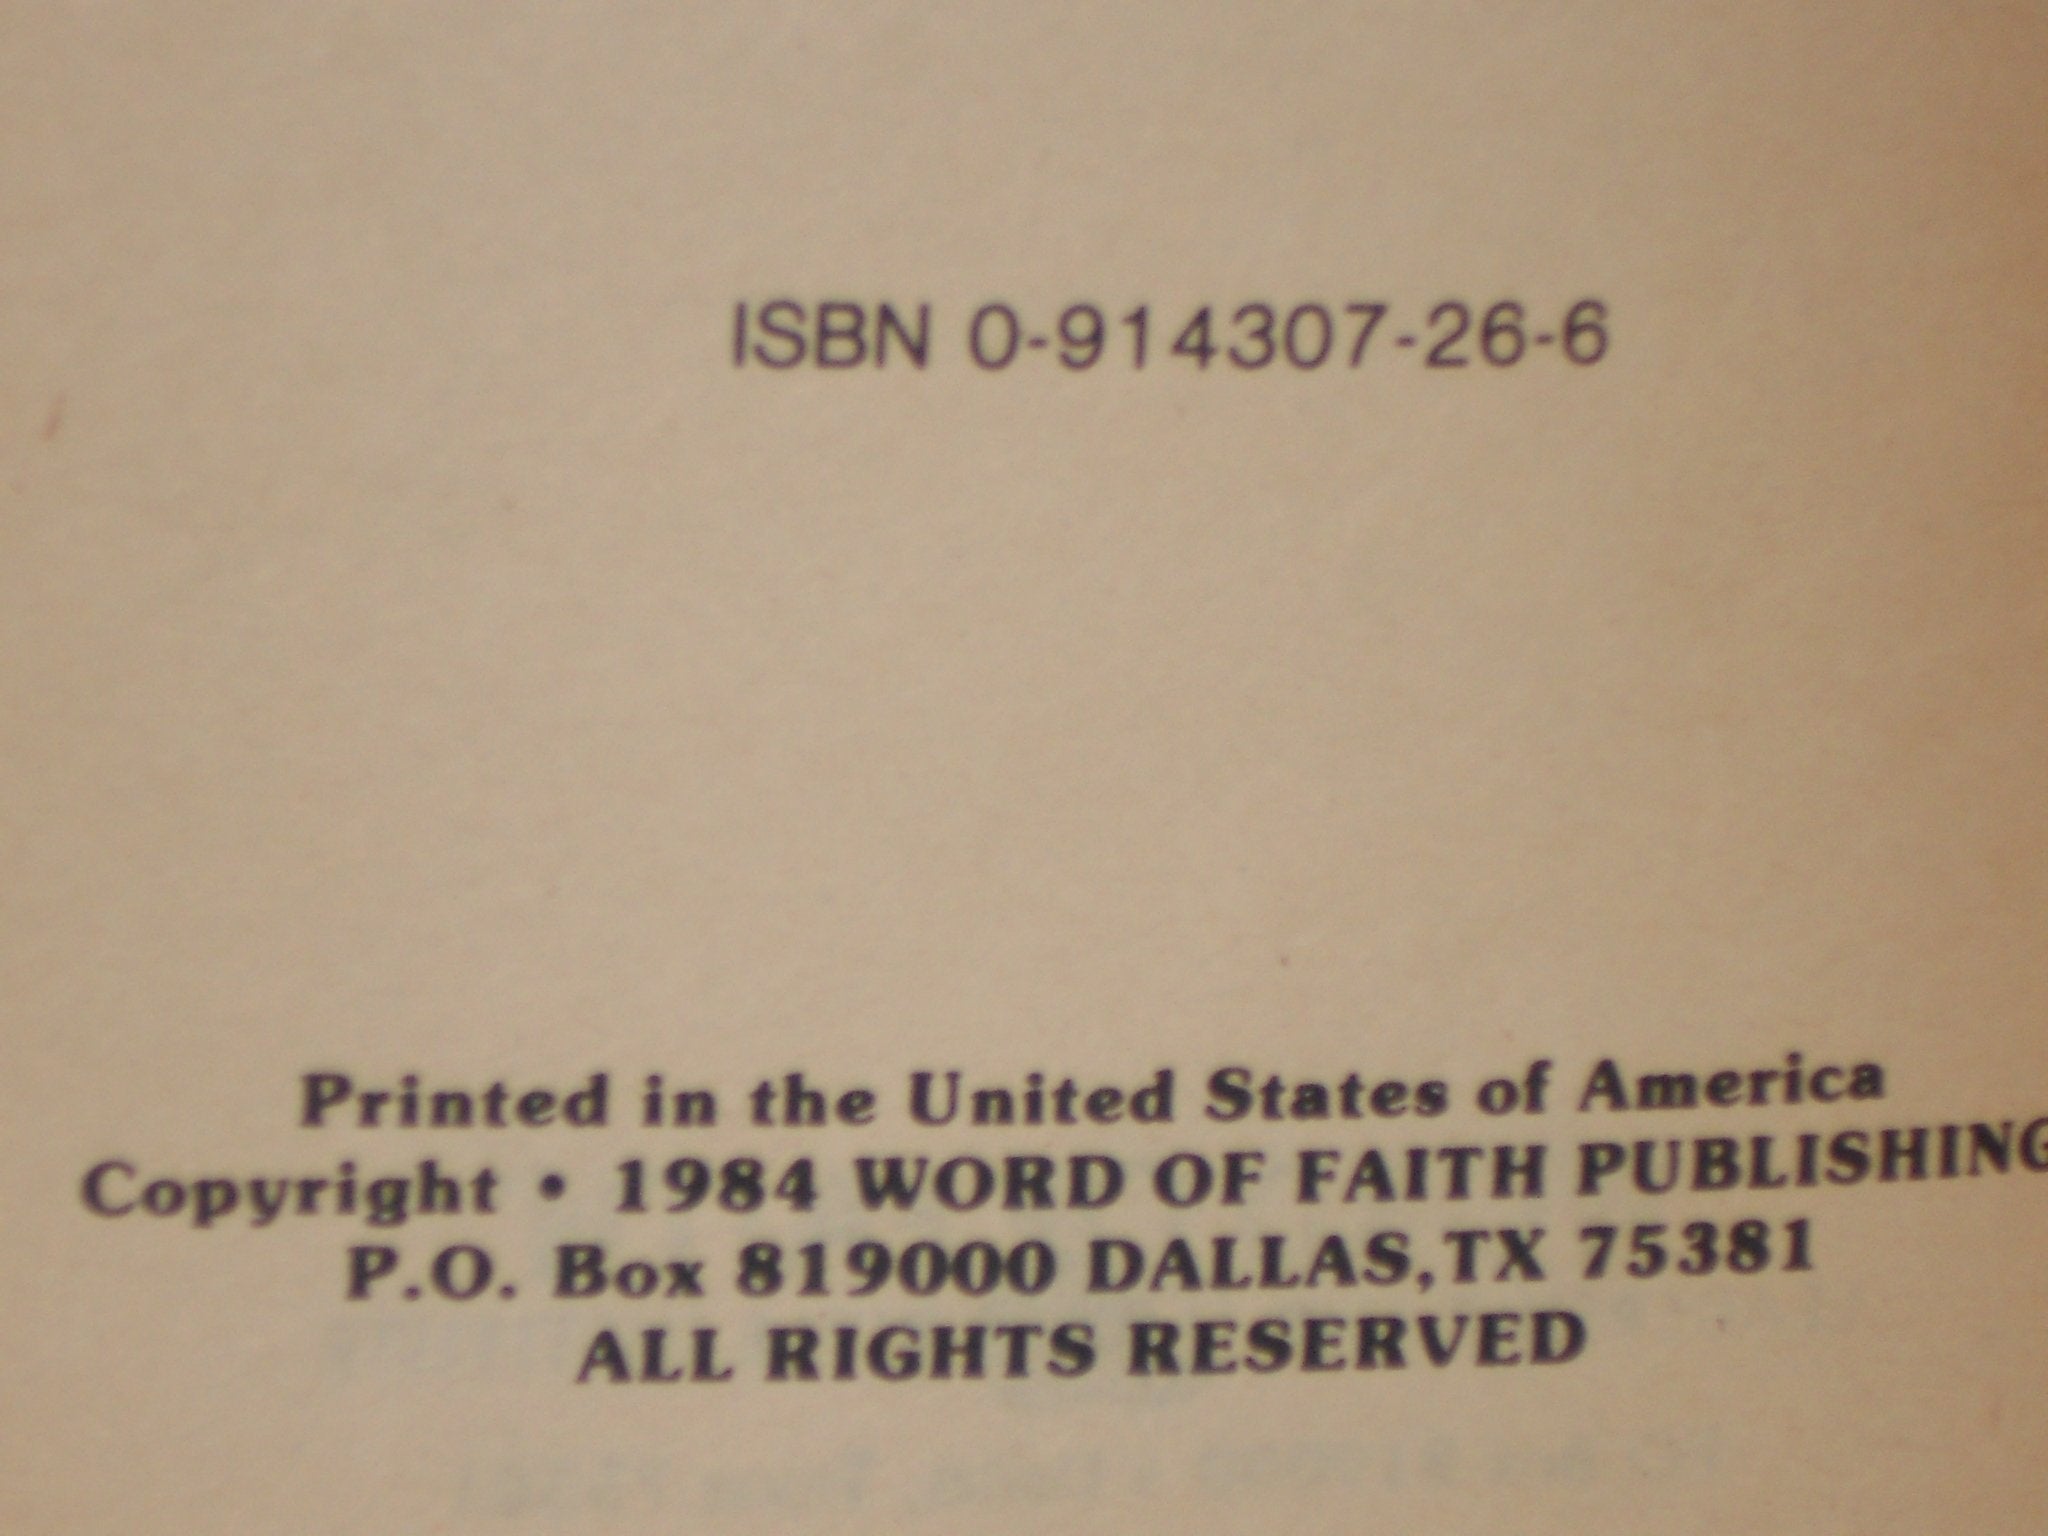 ISBN 0-914307-26-6
Printed in the United States of America
Copyright • 1984 WORD OF FAITH PUBLISHING
P.O. Box 819000 DALLAS,TX 75381
ALL RIGHTS RESERVED